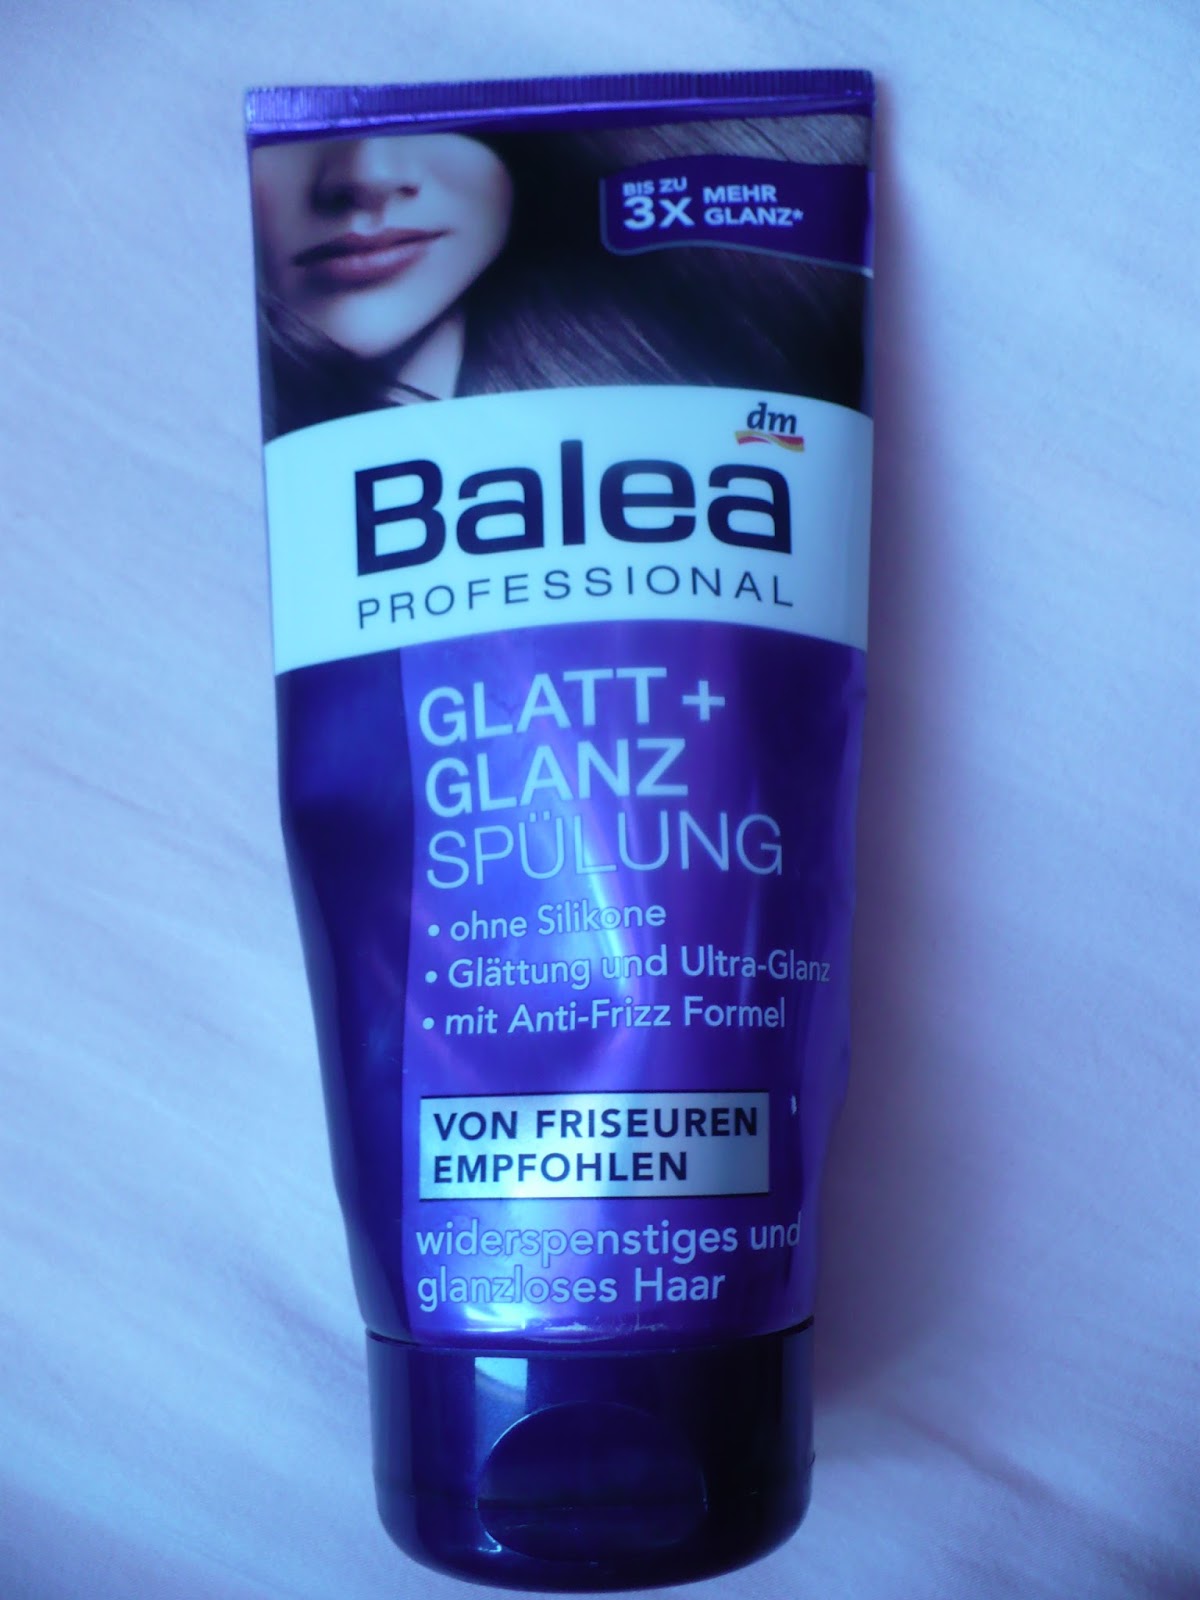 BIS ZU
3X MEHR
GLANZ*
dm
Balea
PROFESSIONAL
GLATT +
GLANZ
SPÜLUNG
• ohne Silikone
• Glättung und Ultra-Glanz
• mit Anti-Frizz Formel
VON FRISEUREN
EMPFOHLEN
widerspenstiges und
glanzloses Haar